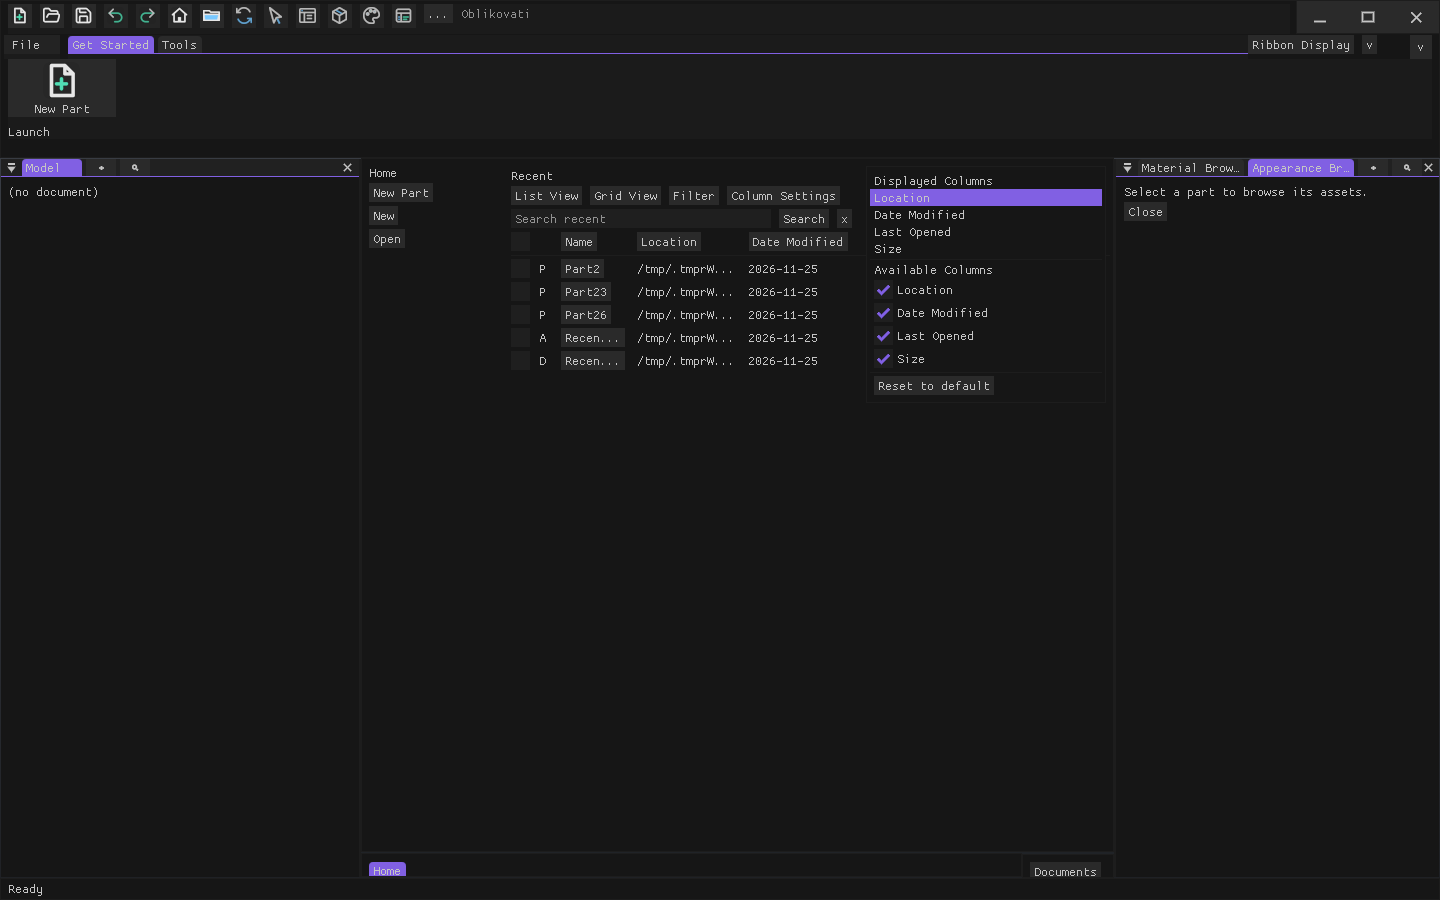 ... Oblikovati
File Get Started Tools Ribbon Display v v
New Part
Launch
Model
(no document)
Home
New Part
New
Open
Recent
List View Grid View Filter Column Settings
Search recent Search x
Name Location Date Modified
P Part2 /tmp/.tmprW... 2026-11-25
P Part23 /tmp/.tmprW... 2026-11-25
P Part26 /tmp/.tmprW... 2026-11-25
A Recen... /tmp/.tmprW... 2026-11-25
D Recen... /tmp/.tmprW... 2026-11-25
Displayed Columns
Location
Date Modified
Last Opened
Size
Available Columns
Location
Date Modified
Last Opened
Size
Reset to default
Material Brow... Appearance Br...
Select a part to browse its assets.
Close
Home Documents
Ready